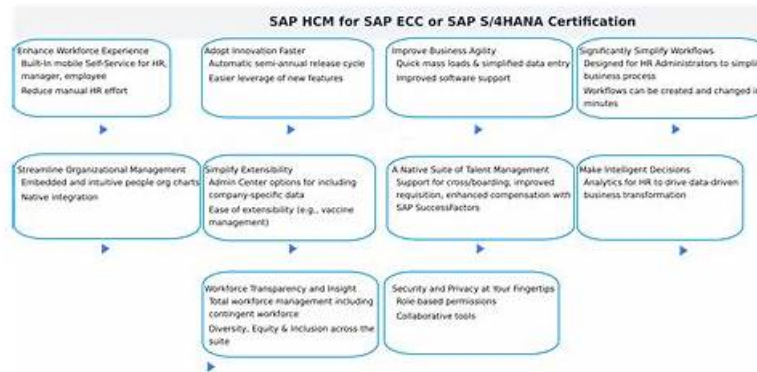 SAP HCM for SAP ECC or SAP S/4HANA Certification
Enhance Workforce Experience
Built-In mobile Self-Service for HR,
manager, employee
Reduce manual HR effort
Adopt Innovation Faster
Automatic semi-annual release cycle
Easier leverage of new features
Improve Business Agility
Quick mass loads & simplified data entry
Improved software support
Significantly Simplify Workflows
Designed for HR Administrators to simpli
business process
Workflows can be created and changed i
minutes
Streamline Organizational Management
Embedded and intuitive people org charts
Native integration
Simplify Extensibility
Admin Center options for including
company-specific data
Ease of extensibility (e.g., vaccine
management)
A Native Suite of Talent Management
Support for cross/boarding, improved
requisition, enhanced compensation with
SAP SuccessFactors
Make Intelligent Decisions
Analytics for HR to drive data-driven
business transformation
Workforce Transparency and Insight
Total workforce management including
contingent workforce
Diversity, Equity & Inclusion across the
suite
Security and Privacy at Your Fingertips
Role-based permissions
Collaborative tools